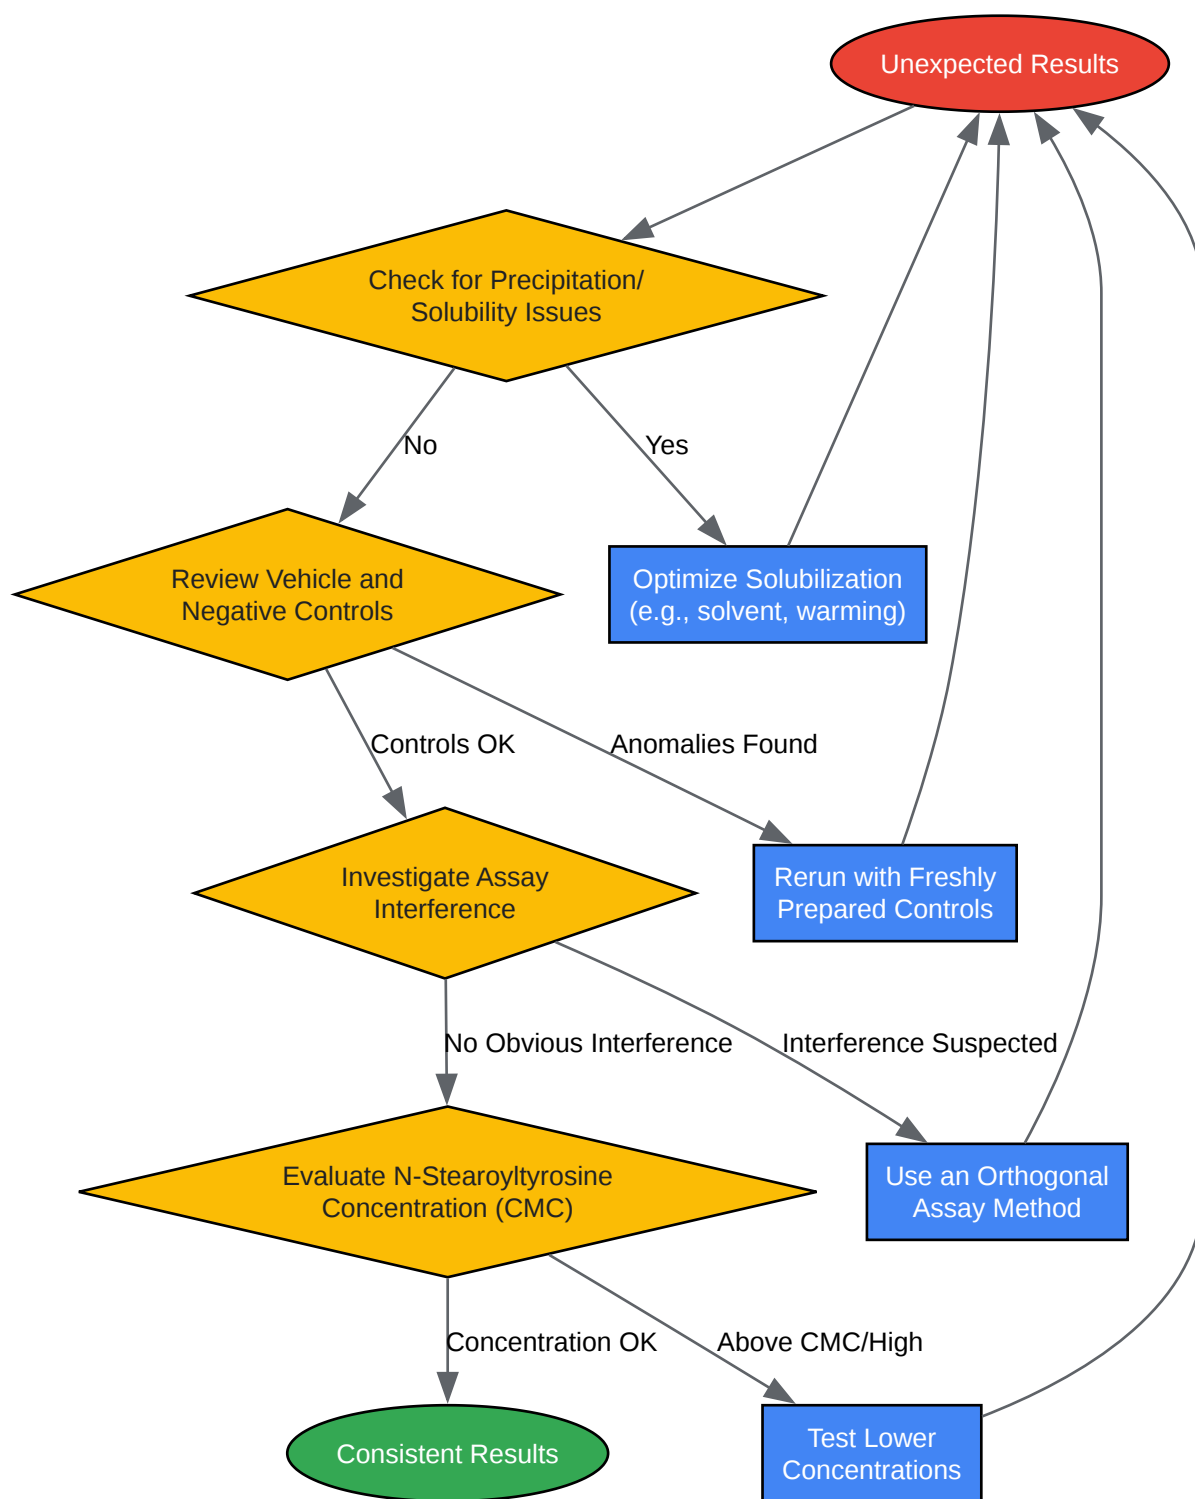 Unexpected Results
Check for Precipitation/
Solubility Issues
No
Yes
Review Vehicle and
Negative Controls
Optimize Solubilization
(e.g., solvent, warming)
Controls OK
Anomalies Found
Investigate Assay
Interference
Rerun with Freshly
Prepared Controls
No Obvious Interference
Interference Suspected
Evaluate N-Stearoyltyrosine
Concentration (CMC)
Use an Orthogonal
Assay Method
Concentration OK
Above CMC/High
Consistent Results
Test Lower
Concentrations